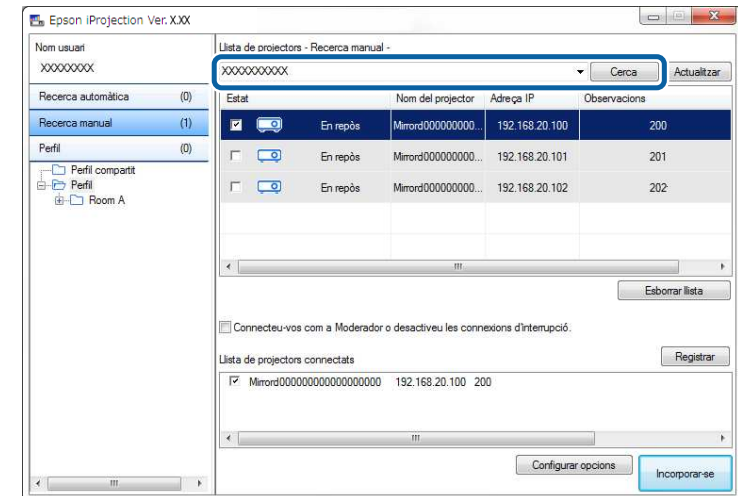 Epson iProjection Ver. X.XX
Nom usuari
XXXXXXXX
Recerca automàtica (0)
Recerca manual (1)
Perfil (0)
Perfil compartit
Perfil
Room A
Llista de projectors - Recerca manual -
XXXXXXXXXX Cerca Actualitzar
Estat Nom del projector Adreça IP Observacions
En repòs Mirrord000000000... 192.168.20.100 200
En repòs Mirrord000000000... 192.168.20.101 201
En repòs Mirrord000000000... 192.168.20.102 202
Esborrar llista
Connecteu-vos com a Moderador o desactiveu les connexions d'interrupció.
Llista de projectors connectats Registrar
Mirrord000000000000000000 192.168.20.100 200
Configurar opcions Incorporar-se